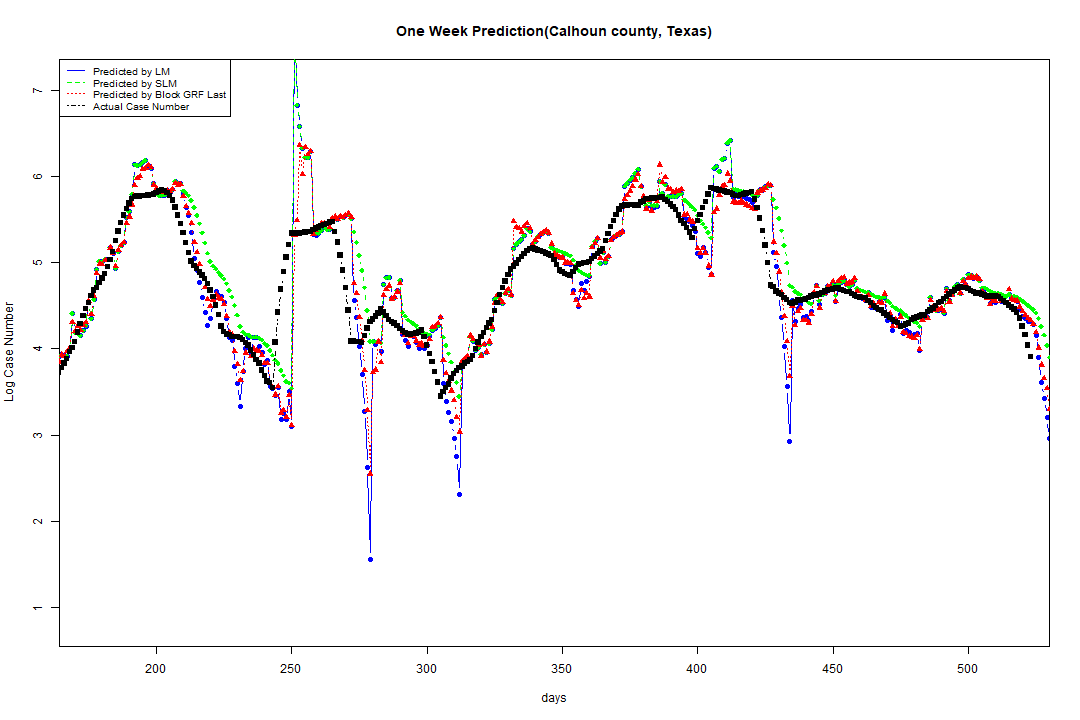 One Week Prediction(Calhoun county, Texas)
Predicted by LM
Predicted by SLM
Predicted by Block GRF Last
Actual Case Number
7
6
5
4
3
2
1
Log Case Number
200 250 300 350 400 450 500
days